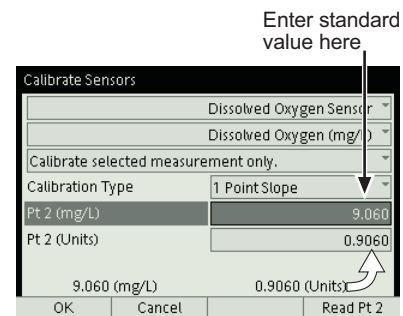 Enter standard
value here
Calibrate Sensors
Dissolved Oxygen Sensor
Dissolved Oxygen (mg/L)
Calibrate selected measurement only.
Calibration Type 1 Point Slope
Pt 2 (mg/L) 9.060
Pt 2 (Units) 0.9060
9.060 (mg/L) 0.9060 (Units)
OK Cancel Read Pt 2